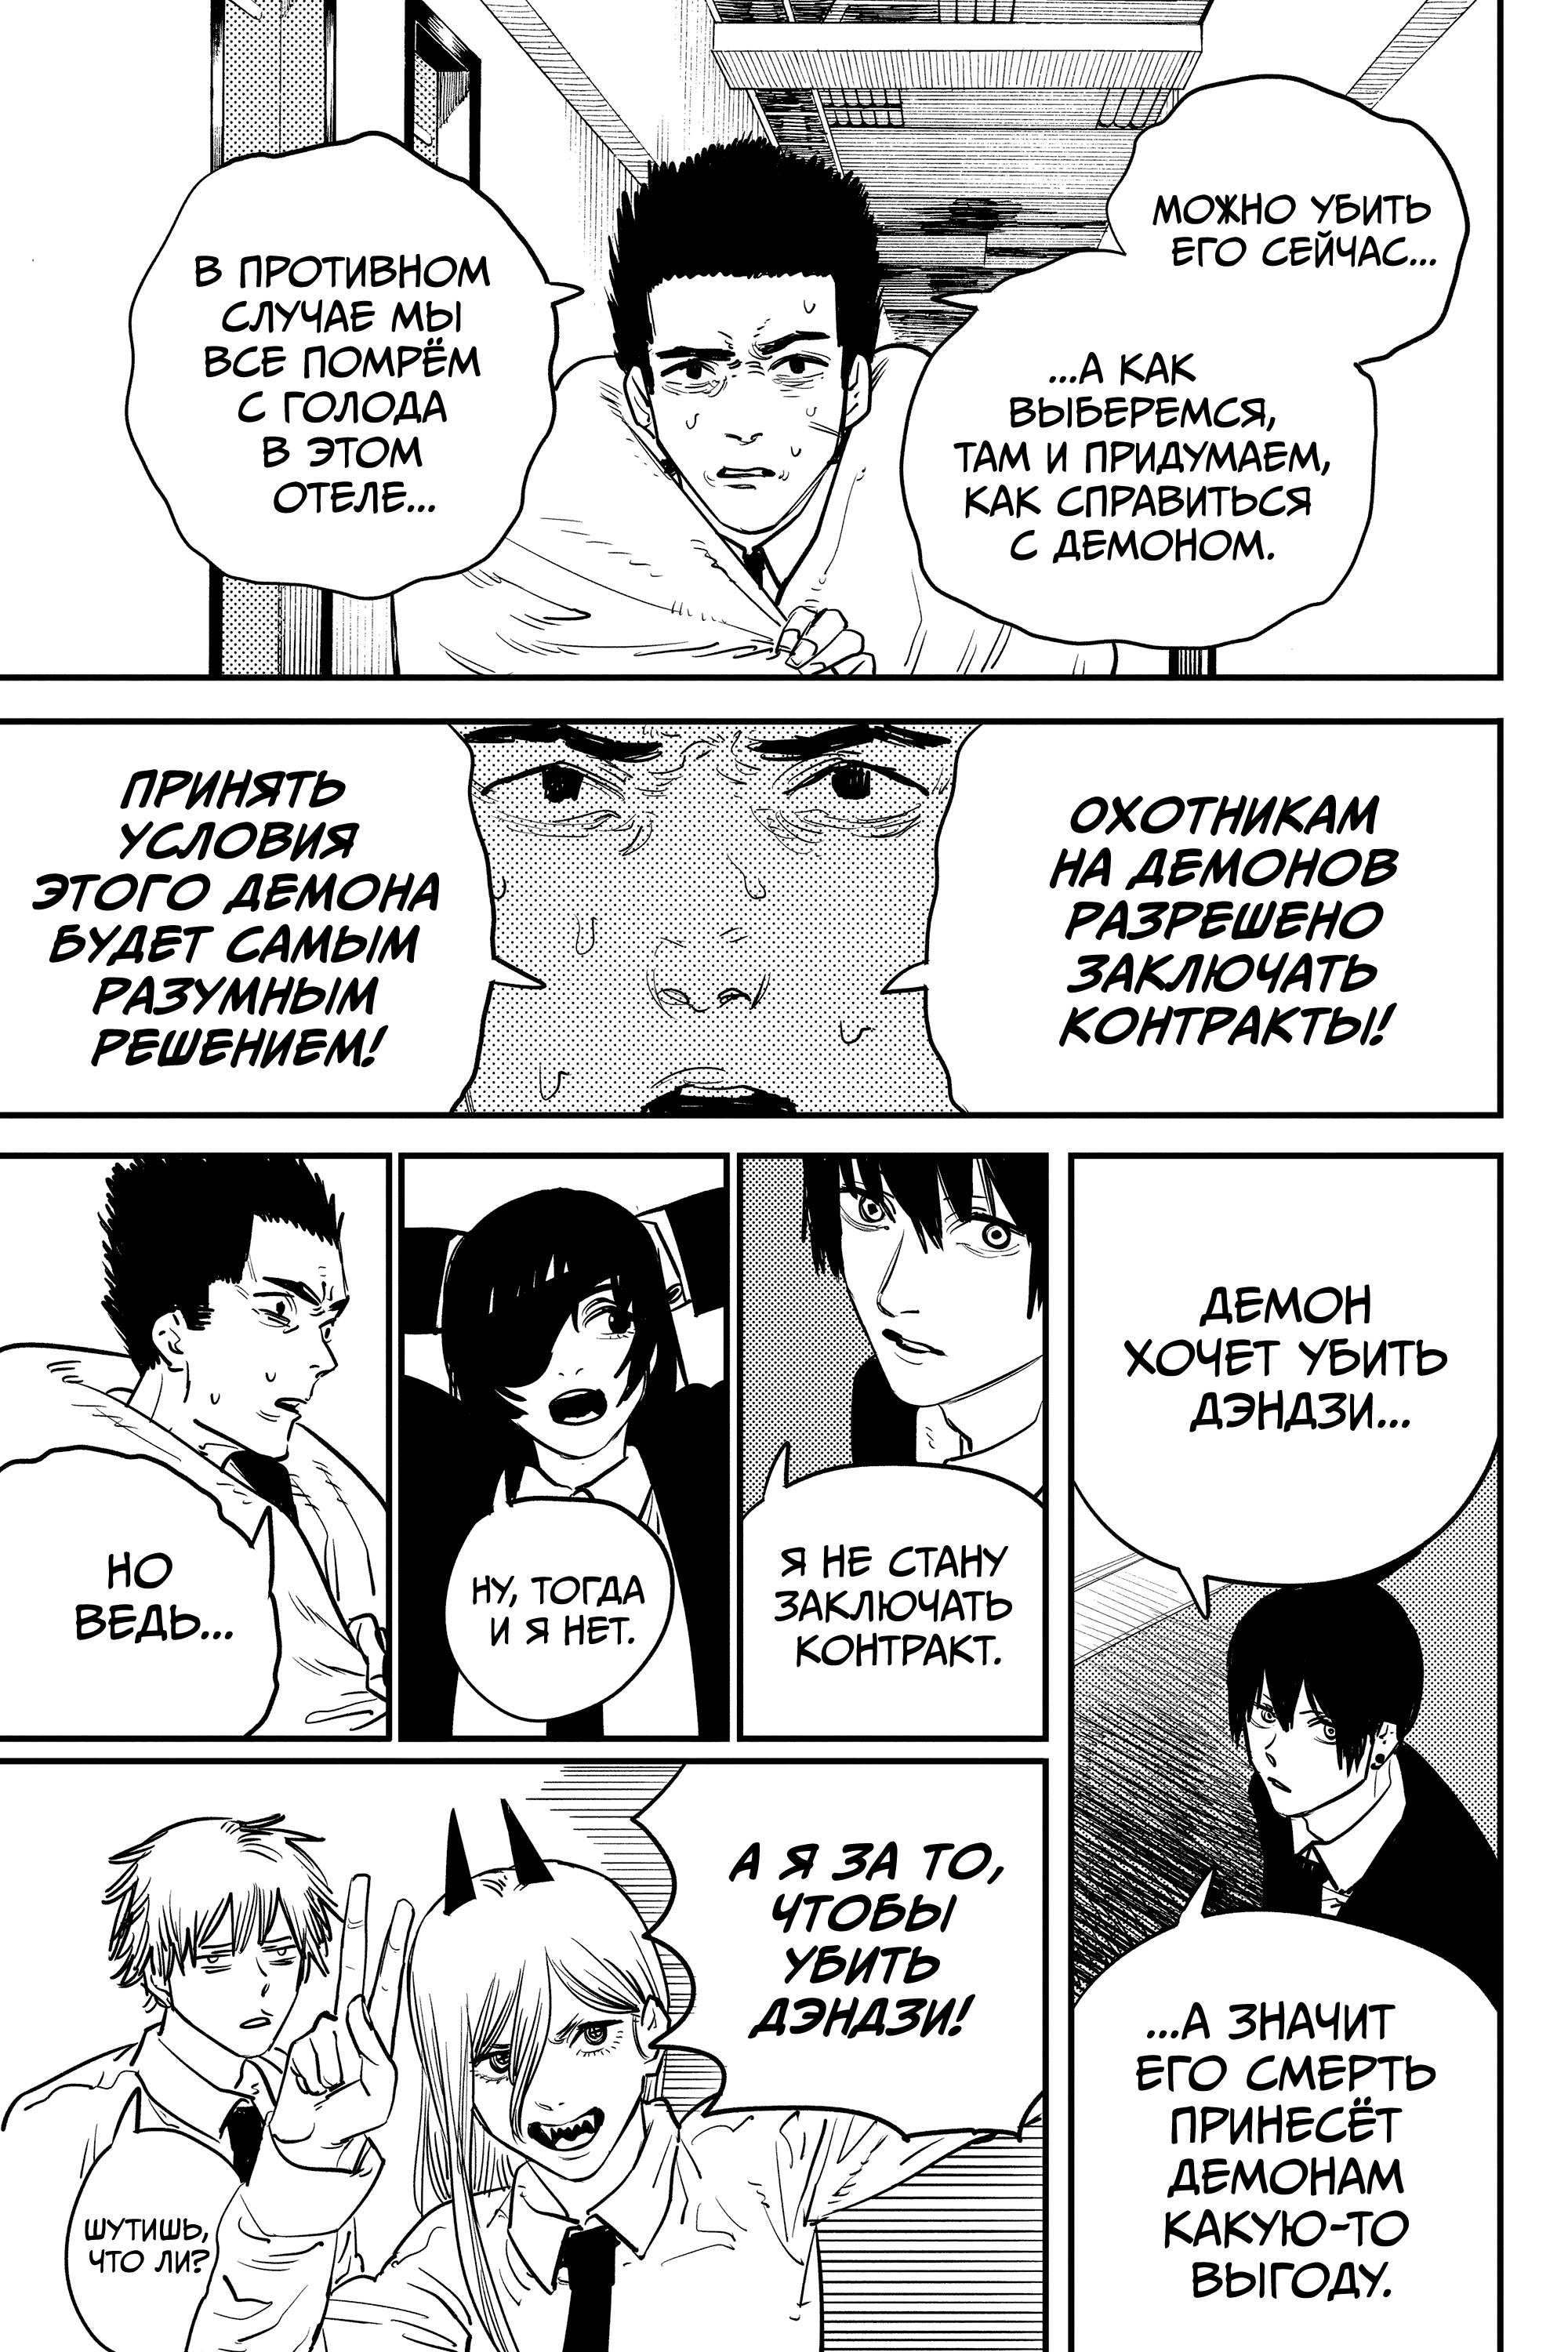 МОЖНО УБИТЬ
ЕГО СЕЙЧАС...
...А КАК
ВЫБЕРЕМСЯ,
ТАМ И ПРИДУМАЕМ,
КАК СПРАВИТЬСЯ
С ДЕМОНОМ.
В ПРОТИВНОМ
СЛУЧАЕ МЫ
ВСЕ ПОМРЁМ
С ГОЛОДА
В ЭТОМ
ОТЕЛЕ...
ОХОТНИКАМ
НА ДЕМОНОВ
РАЗРЕШЕНО
ЗАКЛЮЧАТЬ
КОНТРАКТЫ!
ПРИНЯТЬ
УСЛОВИЯ
ЭТОГО ДЕМОНА
БУДЕТ САМЫМ
РАЗУМНЫМ
РЕШЕНИЕМ!
ДЕМОН
ХОЧЕТ УБИТЬ
ДЭНДЗИ...
...А ЗНАЧИТ
ЕГО СМЕРТЬ
ПРИНЕСЁТ
ДЕМОНАМ
КАКУЮ-ТО
ВЫГОДУ.
Я НЕ СТАНУ
ЗАКЛЮЧАТЬ
КОНТРАКТ.
НУ, ТОГДА
И Я НЕТ.
НО
ВЕДЬ...
А Я ЗА ТО,
ЧТОБЫ
УБИТЬ
ДЭНДЗИ!
ШУТИШЬ,
ЧТО ЛИ?